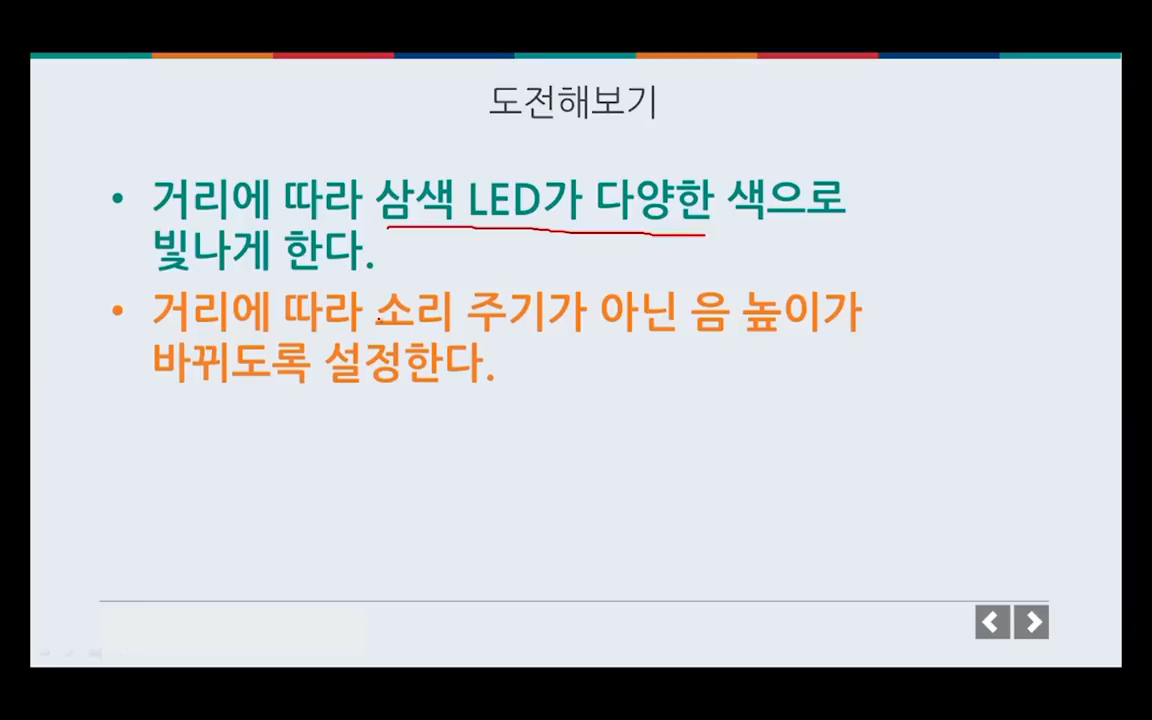 도전해보기
• 거리에 따라 삼색 LED가 다양한 색으로
빛나게 한다.
• 거리에 따라 소리 주기가 아닌 음 높이가
바뀌도록 설정한다.